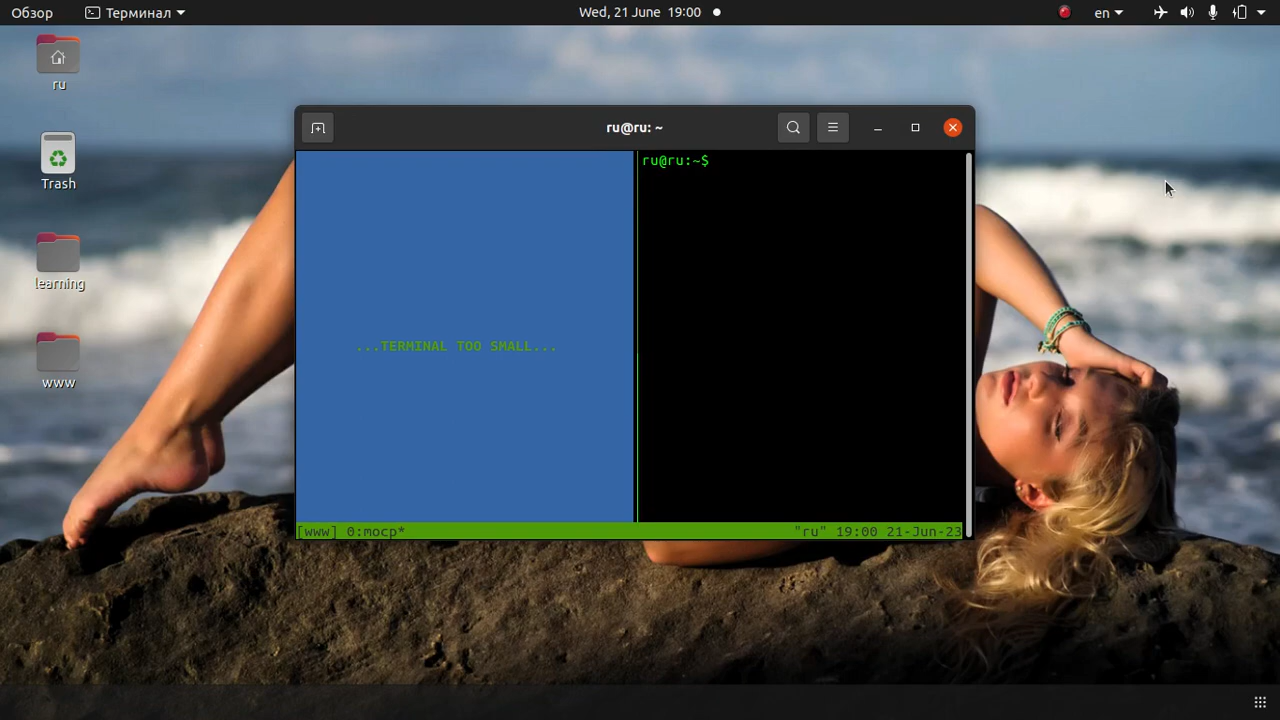 Обзор
Терминал
Wed, 21 June 19:00
en
ru
Trash
learning
www
ru@ru: ~
...TERMINAL TOO SMALL...
ru@ru:~$
[www] 0:mocp* "ru" 19:00 21-Jun-23